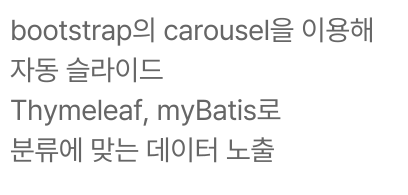 bootstrap의 carousel을 이용해
자동 슬라이드
Thymeleaf, myBatis로
분류에 맞는 데이터 노출